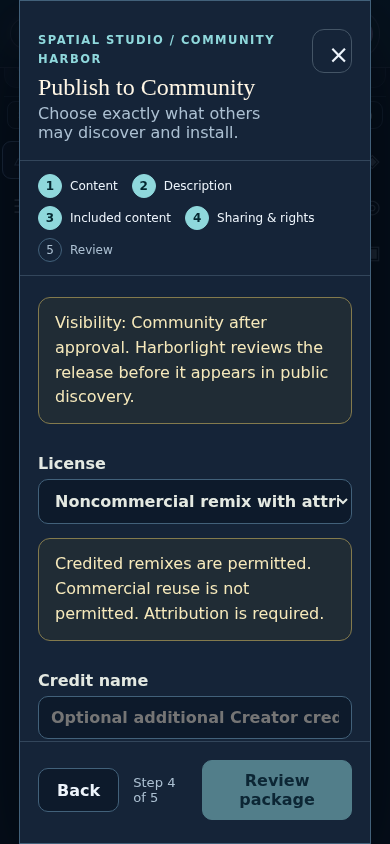 SPATIAL STUDIO / COMMUNITY
HARBOR
Publish to Community
Choose exactly what others
may discover and install.
×
1 Content 2 Description
3 Included content 4 Sharing & rights
5 Review
Visibility: Community after
approval. Harborlight reviews the
release before it appears in public
discovery.
License
Noncommercial remix with attri
Credited remixes are permitted.
Commercial reuse is not
permitted. Attribution is required.
Credit name
Optional additional Creator cred
Back
Step 4
of 5
Review
package